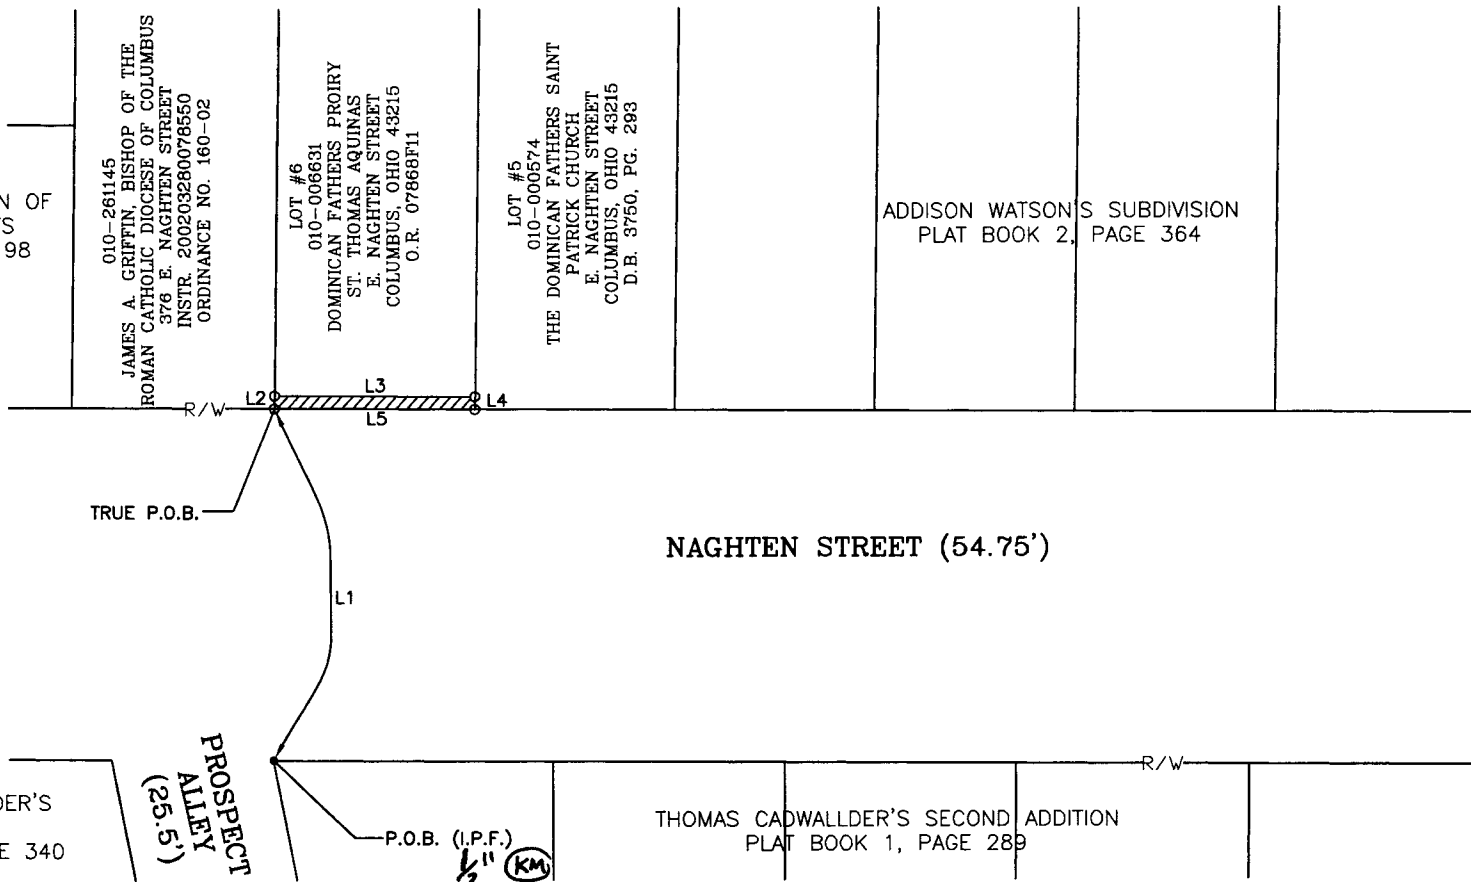 010-261145
JAMES A. GRIFFIN, BISHOP OF THE
ROMAN CATHOLIC DIOCESE OF COLUMBUS
376 E. NAGHTEN STREET
INSTR. 200203280078550
ORDINANCE NO. 160-02
LOT #6
010-006631
DOMINICAN FATHERS PROIRY
ST. THOMAS AQUINAS
E. NAGHTEN STREET
COLUMBUS, OHIO 43215
O.R. 07868F11
LOT #5
010-000574
THE DOMINICAN FATHERS SAINT
PATRICK CHURCH
E. NAGHTEN STREET
COLUMBUS, OHIO 43215
D.B. 3750, PG. 293
N OF
S
98
ADDISON WATSON'S SUBDIVISION
PLAT BOOK 2, PAGE 364
R/W
L2
L3
L4
L5
TRUE P.O.B.
NAGHTEN STREET (54.75')
L1
PROSPECT
ALLEY
(25.5')
R/W
DER'S
E 340
P.O.B. (I.P.F.)
1/2" KM
THOMAS CADWALLDER'S SECOND ADDITION
PLAT BOOK 1, PAGE 289